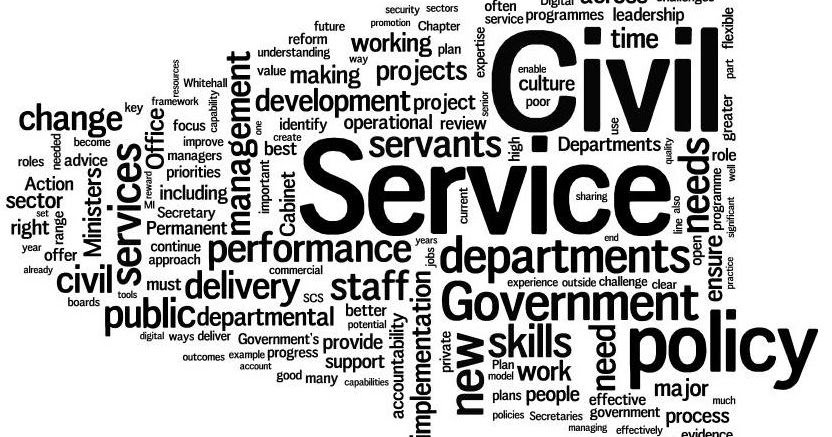 Digital across challenges
security sectors often
promotion Chapter service programmes leadership
future
reform working plan expertise time flexible
understanding way
Civil
resources value making projects enable culture poor part
Whitehall
management development project senior
change key framework capability
focus one identify operational review use greater
create
needed become Office improve best servants high Departments quality
roles advice managers role
Service
priorities important needs well
Action Ministers services reward including Cabinet current sharing programme
sector MI
set Secretary also significant
right range Permanent line
year continue performance years end open
offer approach jobs departments ensure practice
already commercial
civil must delivery staff experience outside challenge clear
boards tools SCS
public departmental better Government
potential
digital ways deliver Government's provide accountability implementation private new skills need policy
outcomes example progress support
account Plan
good many capabilities model work
major
plans people effective much
policies Secretaries government process
managing effectively evidence